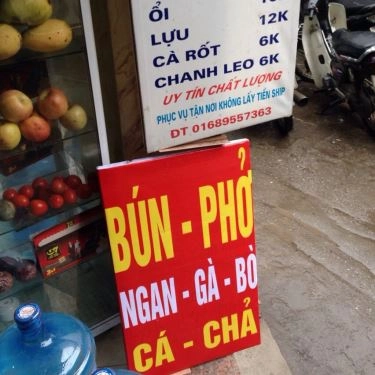 ỔI
LỰU 12K
CÀ RỐT 6K
CHANH LEO 6K
UY TÍN CHẤT LƯỢNG
PHỤC VỤ TẬN NƠI KHÔNG LẤY TIỀN SHIP
ĐT 01689557363
BÚN - PHỞ
NGAN - GÀ - BÒ
CÁ - CHẢ